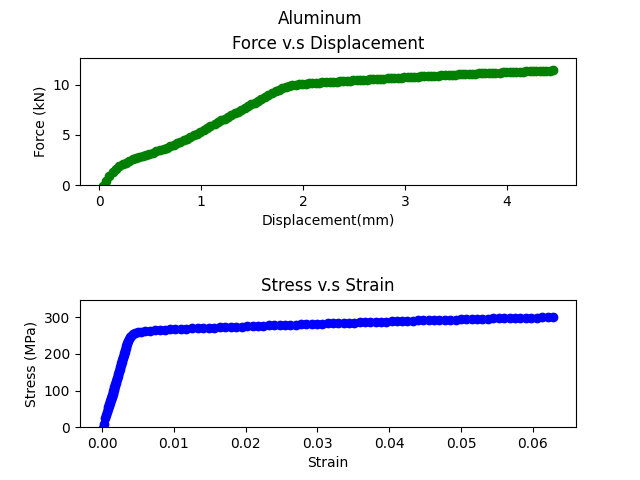 Aluminum
Force v.s Displacement
10
5
0
Force (kN)
0 1 2 3 4
Displacement(mm)
Stress v.s Strain
300
200
100
0
Stress (MPa)
0.00 0.01 0.02 0.03 0.04 0.05 0.06
Strain